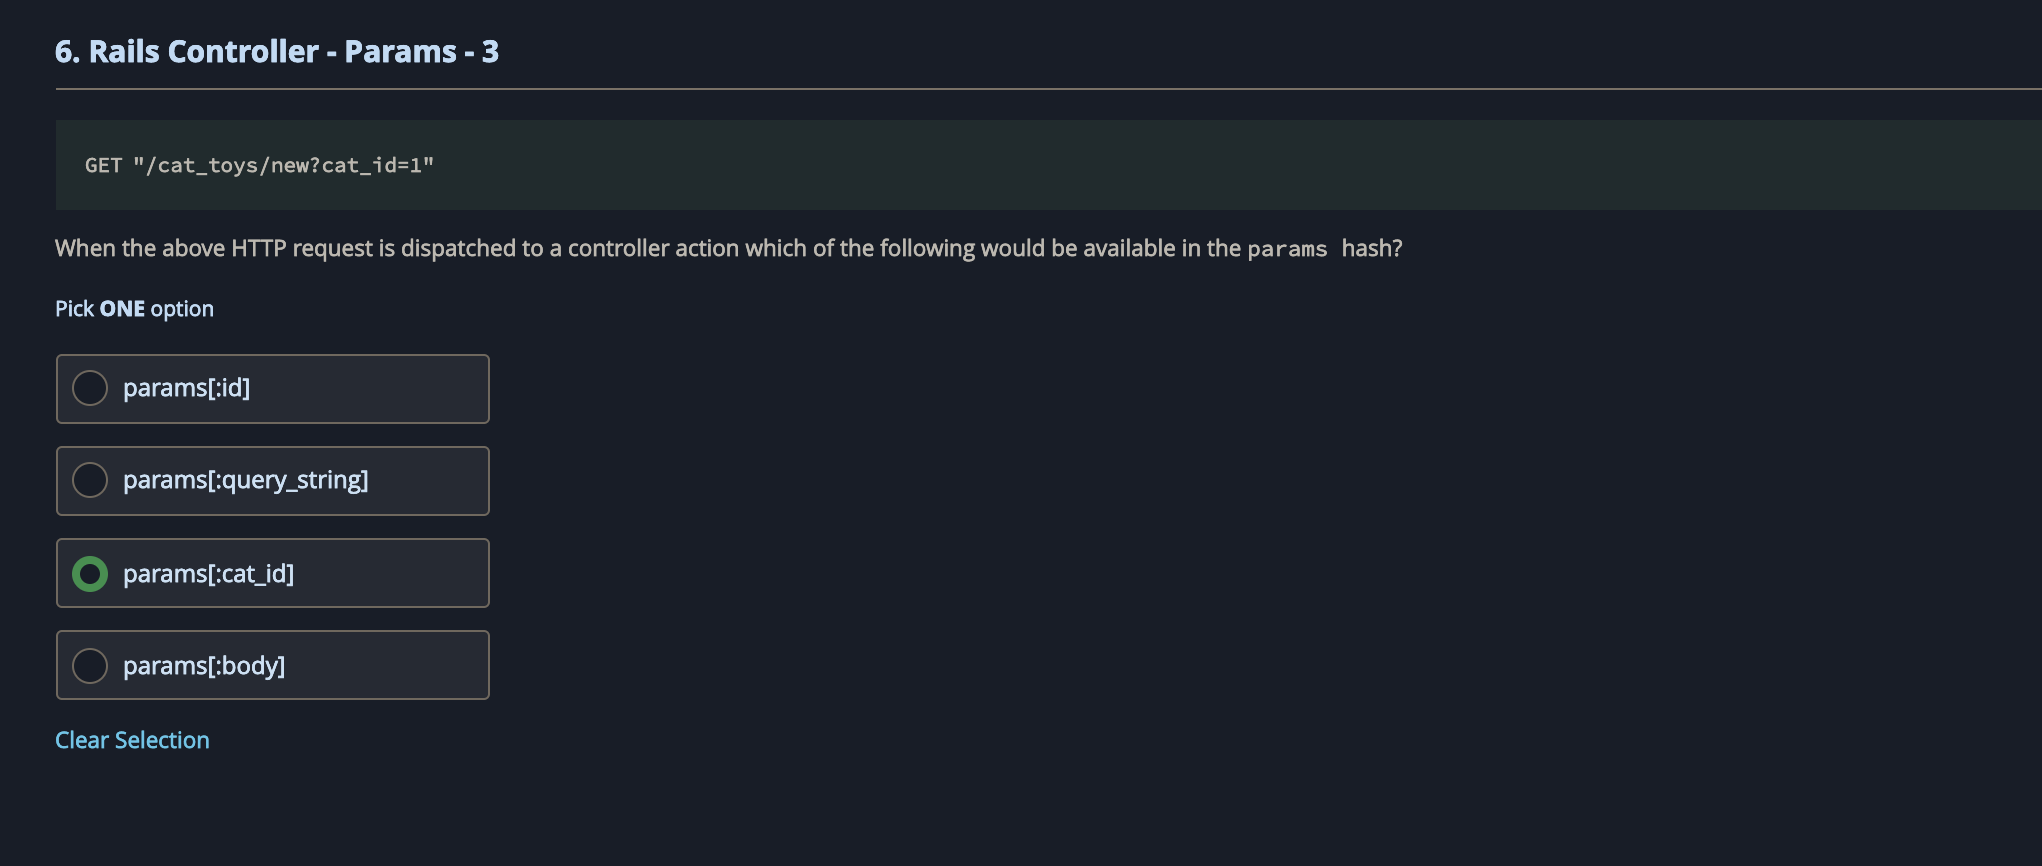 6. Rails Controller - Params - 3
GET "/cat_toys/new?cat_id=1"
When the above HTTP request is dispatched to a controller action which of the following would be available in the params hash?
Pick ONE option
params[:id]
params[:query_string]
params[:cat_id]
params[:body]
Clear Selection